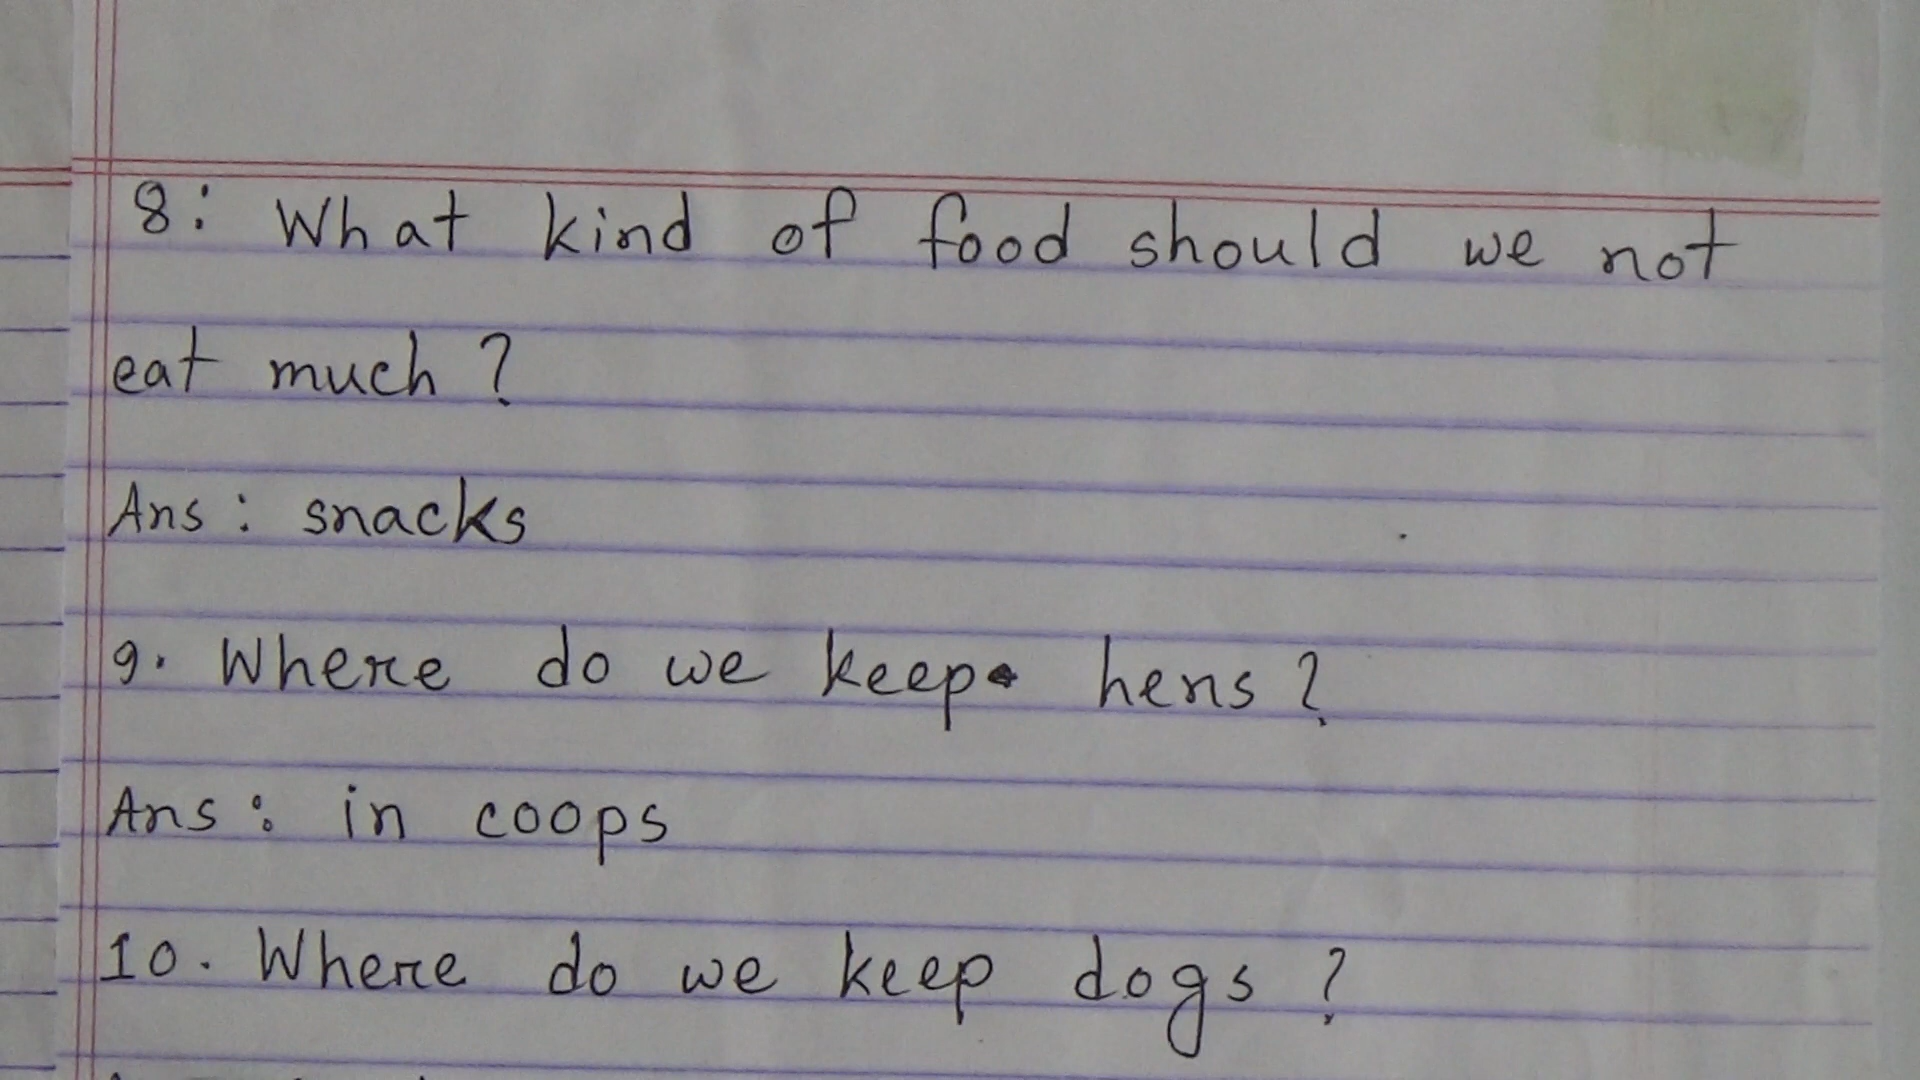 8: What kind of food should we not
eat much ?
Ans : snacks
9. Where do we keep hens ?
Ans : in coops
10. Where do we keep dogs ?